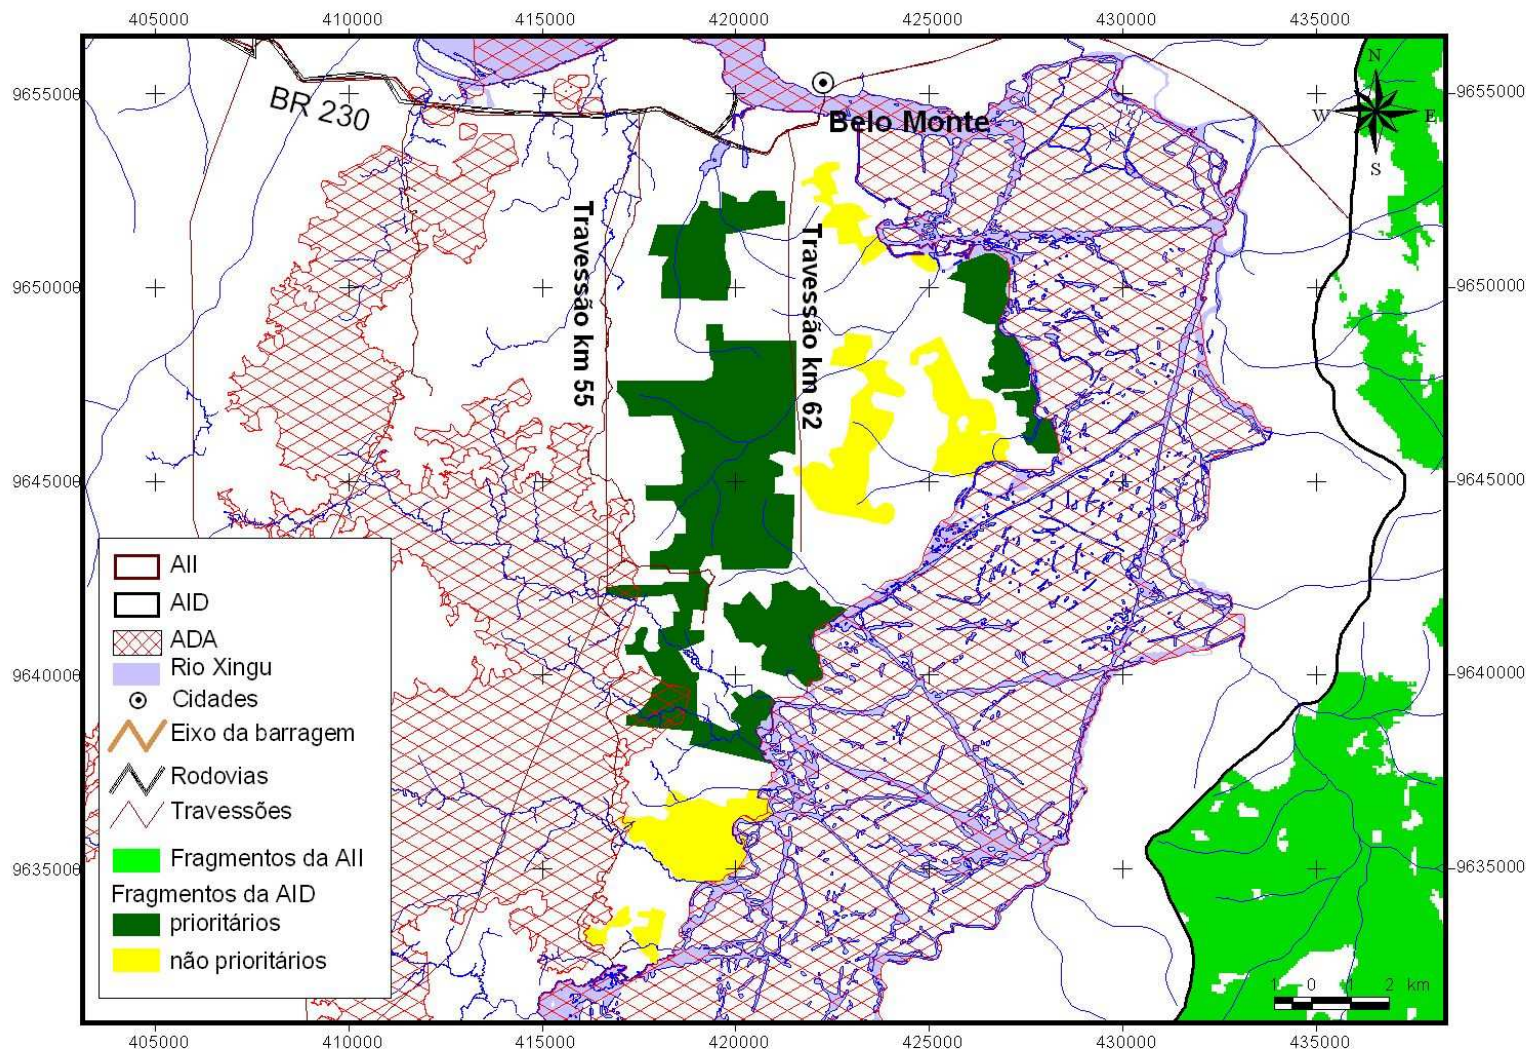 405000 410000 415000 420000 425000 430000 435000
N
9655000 BR 230 Belo Monte W E 9655000
S
Travessão km 55
Travessão km 62
9650000 9650000
9645000 9645000
AII
AID
ADA
Rio Xingu
9640000 9640000
Cidades
Eixo da barragem
Rodovias
Travessões
Fragmentos da AII
9635000 9635000
Fragmentos da AID
prioritários
não prioritários
1 0 1 2 km
405000 410000 415000 420000 425000 430000 435000